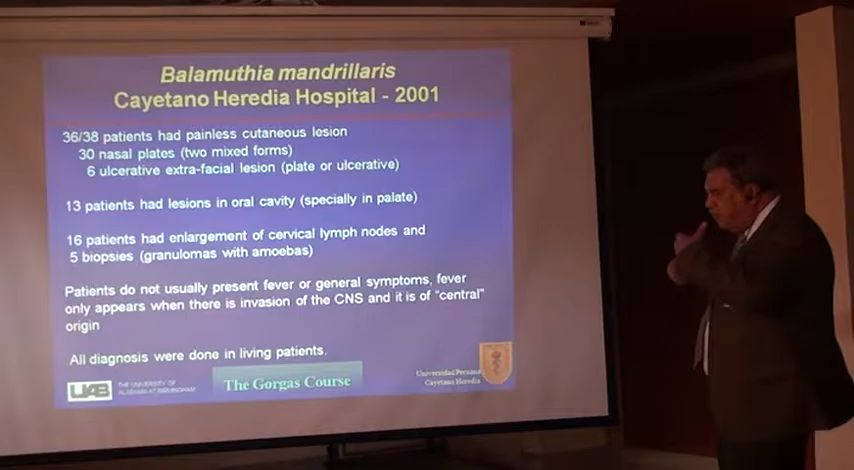 Balamuthia mandrillaris
Cayetano Heredia Hospital - 2001
36/38 patients had painless cutaneous lesion
30 nasal plates (two mixed forms)
6 ulcerative extra-facial lesion (plate or ulcerative)
13 patients had lesions in oral cavity (specially in palate)
16 patients had enlargement of cervical lymph nodes and
5 biopsies (granulomas with amoebas)
Patients do not usually present fever or general symptoms, fever
only appears when there is invasion of the CNS and it is of "central"
origin
All diagnosis were done in living patients.
UAB
THE UNIVERSITY OF
ALABAMA AT BIRMINGHAM
The Gorgas Course
Universidad Peruana
Cayetano Heredia